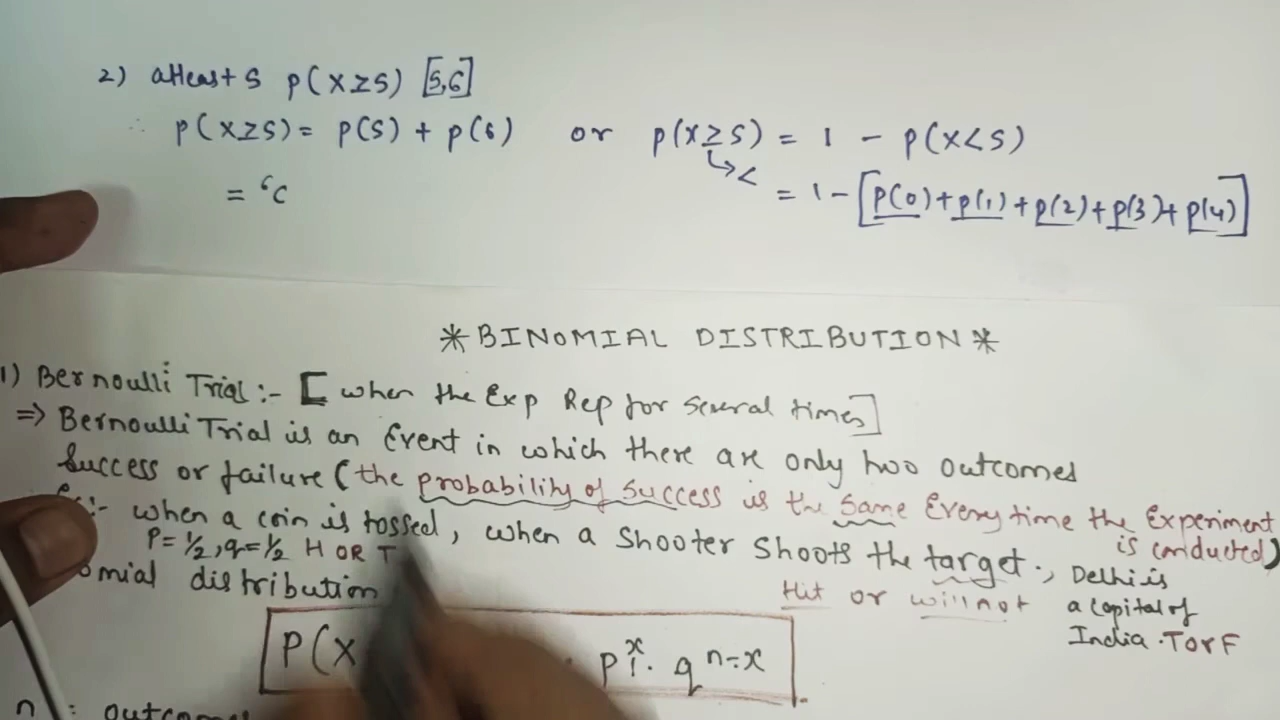 2) atleast 5 p(x≥5) [5,6]
∴ p(x≥5) = p(5) + p(6) or p(x≥5) = 1 - p(x<5)
↳<
= ⁶C = 1 - [p(0)+p(1)+p(2)+p(3)+p(4)]
*BINOMIAL DISTRIBUTION*
1) Bernoulli Trial:- [when the Exp Rep for several times]
=> Bernoulli Trial is an Event in which there are only two outcomes
Success or failure (the probability of success is the same Every time the Experiment is conducted)
:- when a coin is tossed, when a shooter shoots the target., Delhi is a capital of India. T or F
P=1/2, q=1/2 H OR T
Hit or will not
omial distribution
P(x p^x. q^n-x
n = outcome